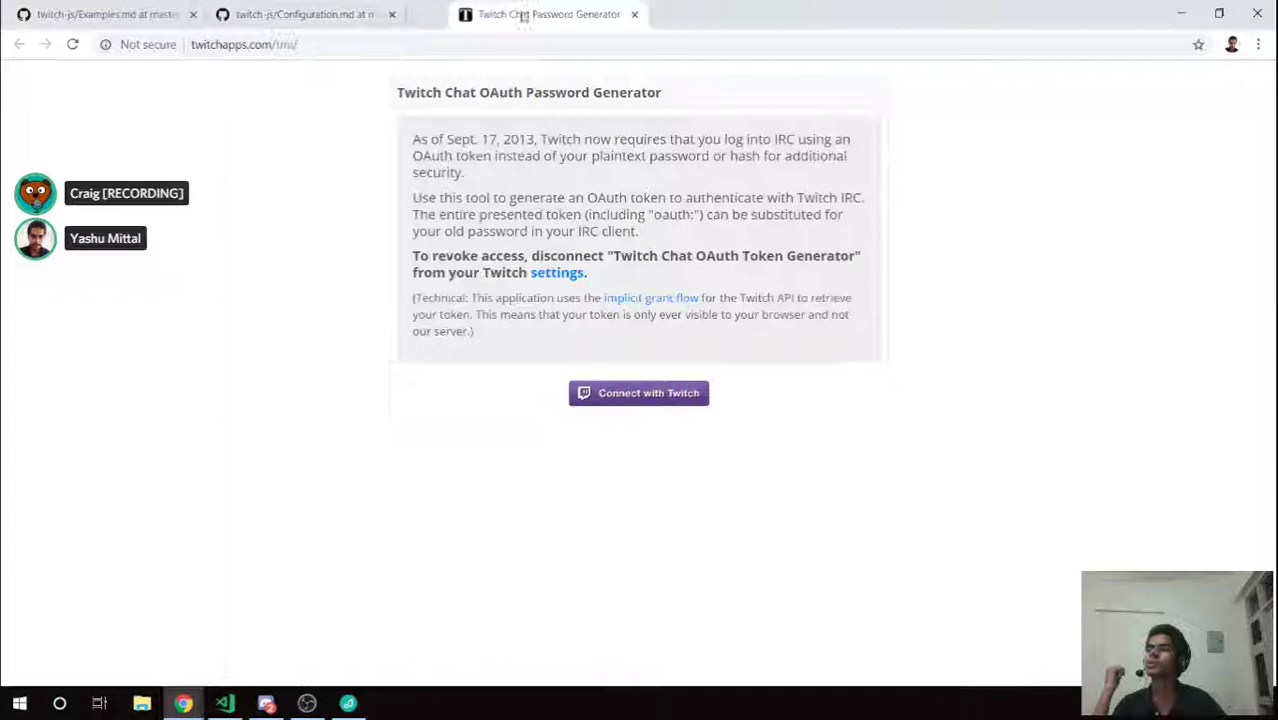 twitch-js/Examples.md at master
twitch-js/Configuration.md at m
Twitch Chat Password Generator
Not secure
twitchapps.com/tmi/
Twitch Chat OAuth Password Generator
As of Sept. 17, 2013, Twitch now requires that you log into IRC using an
OAuth token instead of your plaintext password or hash for additional
security.
Craig [RECORDING]
Yashu Mittal
Use this tool to generate an OAuth token to authenticate with Twitch IRC.
The entire presented token (including "oauth:") can be substituted for
your old password in your IRC client.
To revoke access, disconnect "Twitch Chat OAuth Token Generator"
from your Twitch settings.
(Technical: This application uses the implicit grant flow for the Twitch API to retrieve
your token. This means that your token is only ever visible to your browser and not
our server.)
Connect with Twitch
2